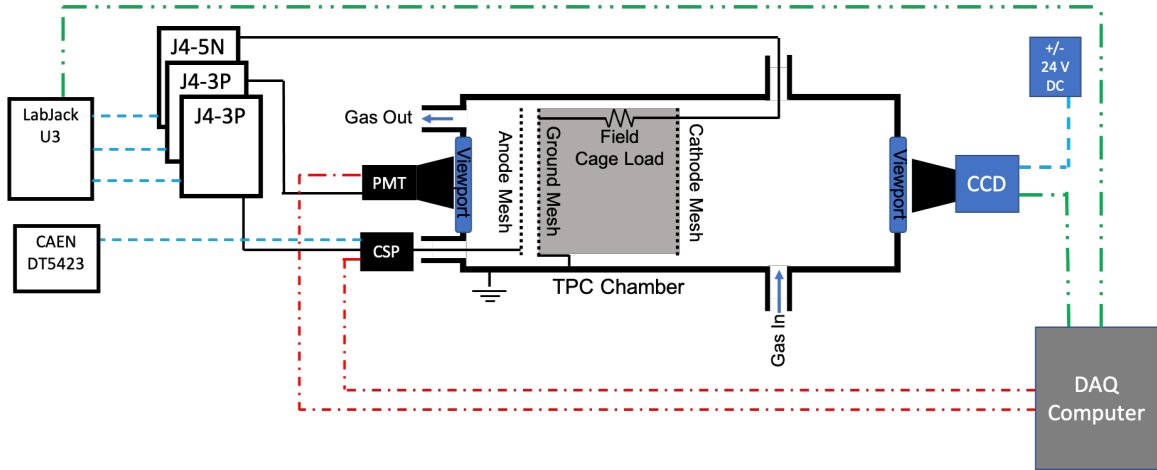 J4-5N
J4-3P
J4-3P
LabJack
U3
CAEN
DT5423
PMT
CSP
Gas Out
Viewport
Anode Mesh
Ground Mesh
Field
Cage Load
Cathode Mesh
TPC Chamber
Gas In
Viewport
CCD
+/-
24 V
DC
DAQ
Computer